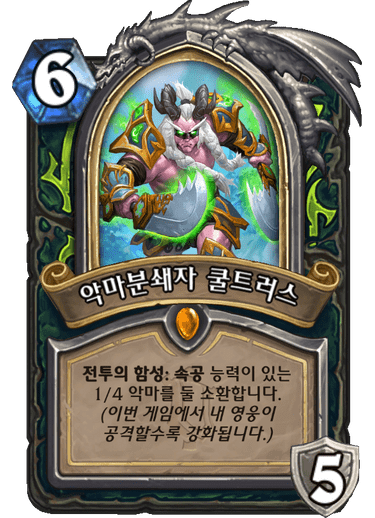 6
악마분쇄자 쿨트러스
전투의 함성: 속공 능력이 있는
1/4 악마를 둘 소환합니다.
(이번 게임에서 내 영웅이
공격할수록 강화됩니다.)
5